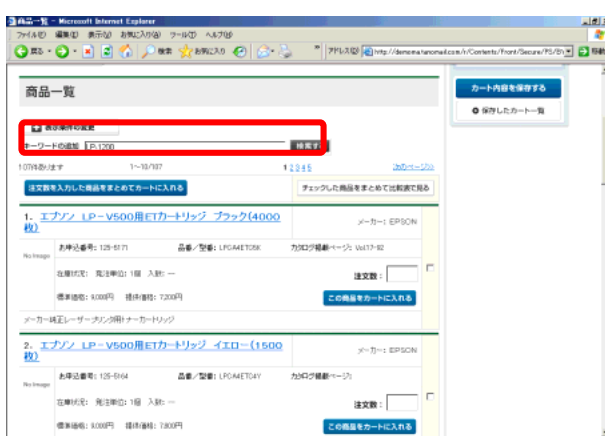 商品一覧 - Microsoft Internet Explorer
ファイル(F) 編集(E) 表示(V) お気に入り(A) ツール(T) ヘルプ(H)
戻る 検索 お気に入り アドレス(D)
商品一覧
カート内容を保存する
保存したカート一覧
表示条件の変更
キーワードの追加 LP-1200 検索する
107件あります 1～10/107 1 2 3 4 5 次のページへ
注文数を入力した商品をまとめてカートに入れる チェックした商品をまとめて比較表で見る
1. エプソン LP-V500用ETカートリッジ ブラック(4000枚)
メーカー: EPSON
No Image
お申込番号: 125-5171 品番/型番: LPCA4ETC5K カタログ掲載ページ: Vol.17-92
在庫状況: 発注単位: 1個 入数: ―
注文数:
標準価格: 9,000円 提供価格: 7,200円
この商品をカートに入れる
メーカー純正レーザープリンタ用トナーカートリッジ
2. エプソン LP-V500用ETカートリッジ イエロー(1500枚)
メーカー: EPSON
No Image
お申込番号: 125-5164 品番/型番: LPCA4ETC4Y カタログ掲載ページ:
在庫状況: 発注単位: 1個 入数: ―
注文数:
提供価格: 7,800円
この商品をカートに入れる